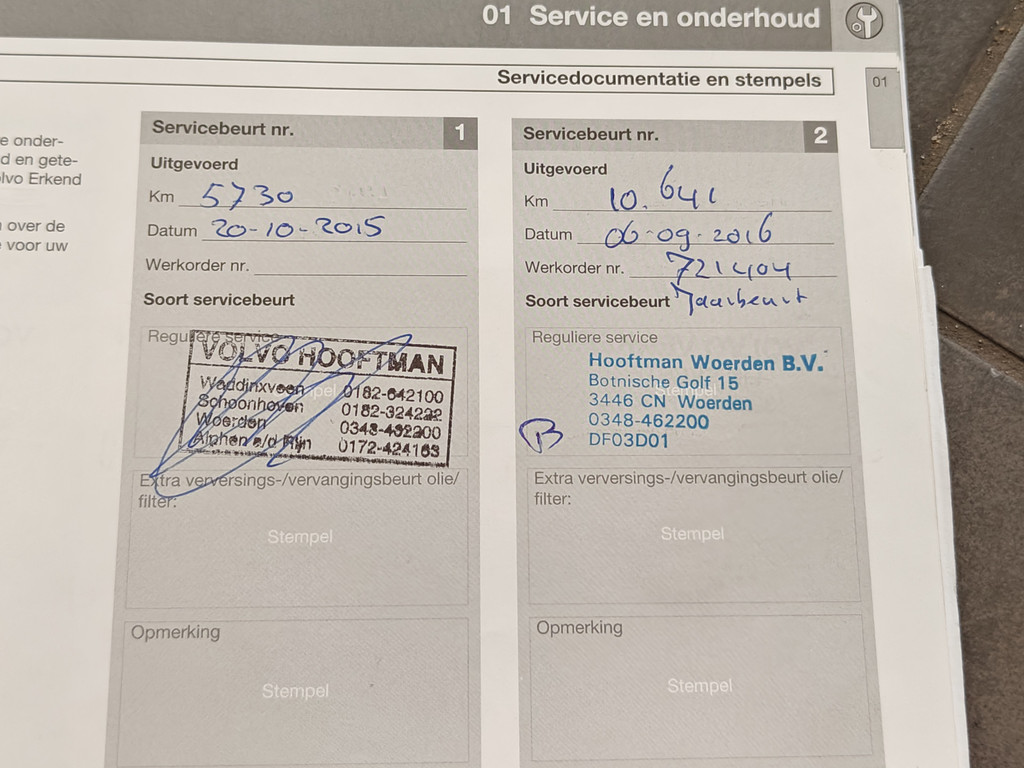 01 Service en onderhoud
Servicedocumentatie en stempels
01
e onder-
d en gete-
lvo Erkend
over de
voor uw
Servicebeurt nr. 1
Uitgevoerd
Km 5730
Datum 20-10-2015
Werkorder nr.
Soort servicebeurt
Reguliere service
VOLVO HOOFTMAN
Waddinxveen 0182-642100
Schoonhoven 0182-324222
Woerden 0348-462200
Alphen a/d Rijn 0172-424163
Extra verversings-/vervangingsbeurt olie/
filter:
Stempel
Opmerking
Stempel
Servicebeurt nr. 2
Uitgevoerd
Km 10.641
Datum 06-09-2016
Werkorder nr. 721404
Soort servicebeurt Jaarbeurt
Reguliere service
Hooftman Woerden B.V.
Botnische Golf 15
3446 CN Woerden
0348-462200
DF03D01
B
Extra verversings-/vervangingsbeurt olie/
filter:
Stempel
Opmerking
Stempel